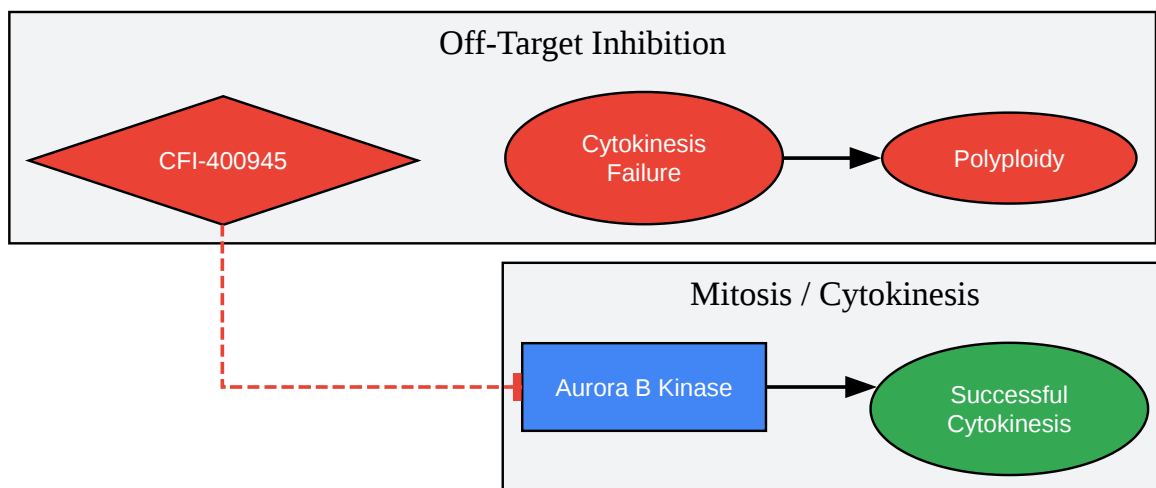 Off-Target Inhibition
CFI-400945
Cytokinesis
Failure
Polyploidy
Mitosis / Cytokinesis
Aurora B Kinase
Successful
Cytokinesis